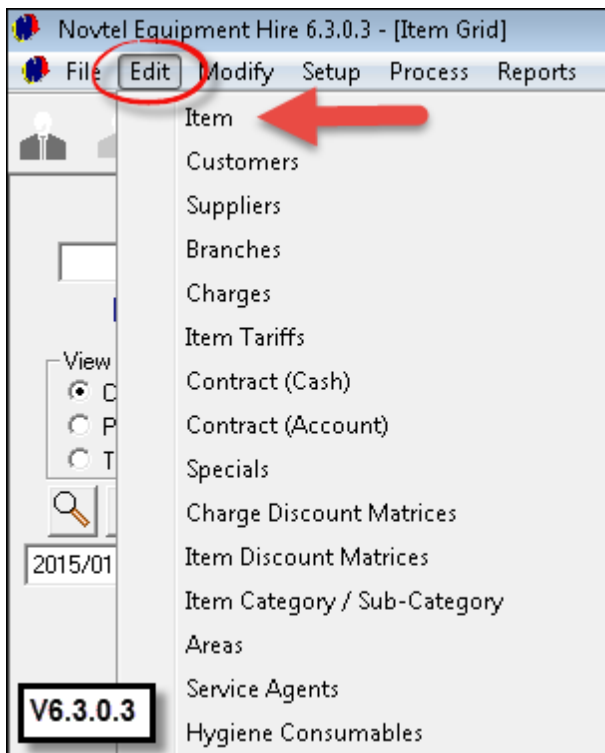 Novtel Equipment Hire 6.3.0.3 - [Item Grid]
File Edit Modify Setup Process Reports
Item
Customers
Suppliers
Branches
Charges
Item Tariffs
View
Contract (Cash)
C
Contract (Account)
P
T
Specials
Charge Discount Matrices
Item Discount Matrices
2015/01
Item Category / Sub-Category
Areas
Service Agents
V6.3.0.3
Hygiene Consumables